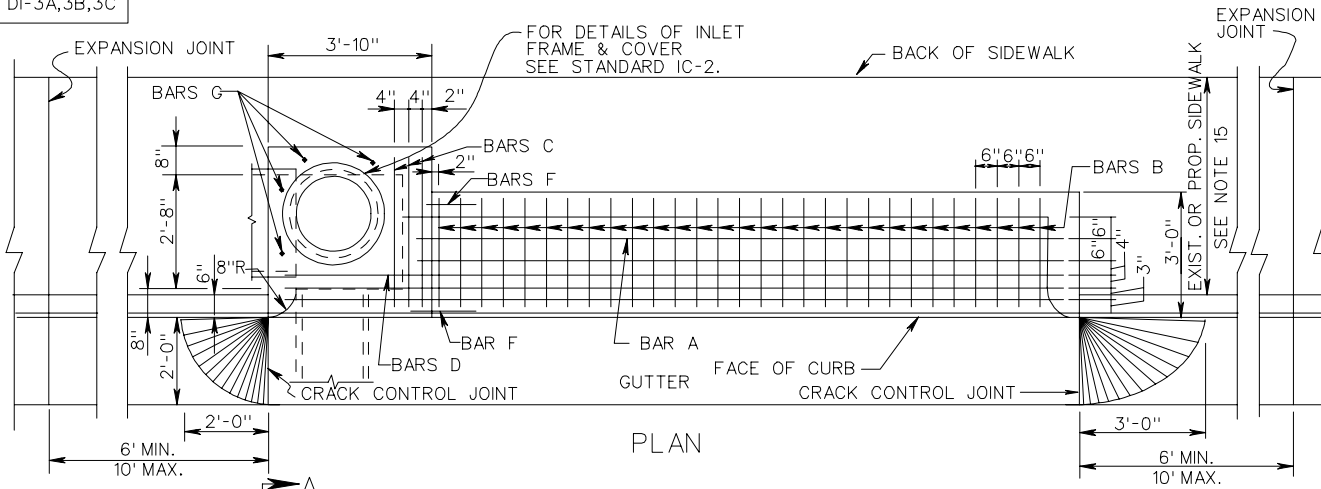 DI-3A,3B,3C
EXPANSION JOINT
3'-10"
FOR DETAILS OF INLET
FRAME & COVER
SEE STANDARD IC-2.
BACK OF SIDEWALK
EXPANSION
JOINT
BARS G
4" 4" 2"
BARS C
2"
BARS F
6" 6" 6"
BARS B
8"
2'-8"
6"
8"R
8"
2'-0"
6" 6"
4"
3"
3'-0"
EXIST. OR PROP. SIDEWALK
SEE NOTE 15
BAR F
BARS D
BAR A
FACE OF CURB
GUTTER
CRACK CONTROL JOINT
CRACK CONTROL JOINT
2'-0"
3'-0"
PLAN
6' MIN.
10' MAX.
6' MIN.
10' MAX.